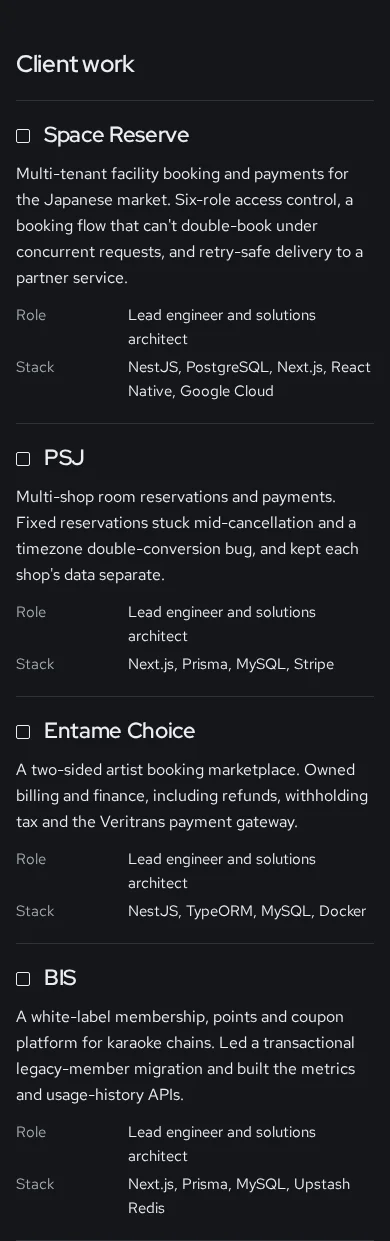 Client work
Space Reserve
Multi-tenant facility booking and payments for
the Japanese market. Six-role access control, a
booking flow that can't double-book under
concurrent requests, and retry-safe delivery to a
partner service.
Role Lead engineer and solutions
architect
Stack NestJS, PostgreSQL, Next.js, React
Native, Google Cloud
PSJ
Multi-shop room reservations and payments.
Fixed reservations stuck mid-cancellation and a
timezone double-conversion bug, and kept each
shop's data separate.
Role Lead engineer and solutions
architect
Stack Next.js, Prisma, MySQL, Stripe
Entame Choice
A two-sided artist booking marketplace. Owned
billing and finance, including refunds, withholding
tax and the Veritrans payment gateway.
Role Lead engineer and solutions
architect
Stack NestJS, TypeORM, MySQL, Docker
BIS
A white-label membership, points and coupon
platform for karaoke chains. Led a transactional
legacy-member migration and built the metrics
and usage-history APIs.
Role Lead engineer and solutions
architect
Stack Next.js, Prisma, MySQL, Upstash
Redis